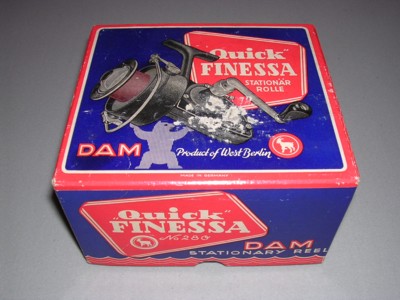 "Quick"
FINESSA
STATIONÄR
ROLLE
DAM
Product of West Berlin
MADE IN GERMANY
"Quick"
FINESSA
No 280
DAM
STATIONARY REEL